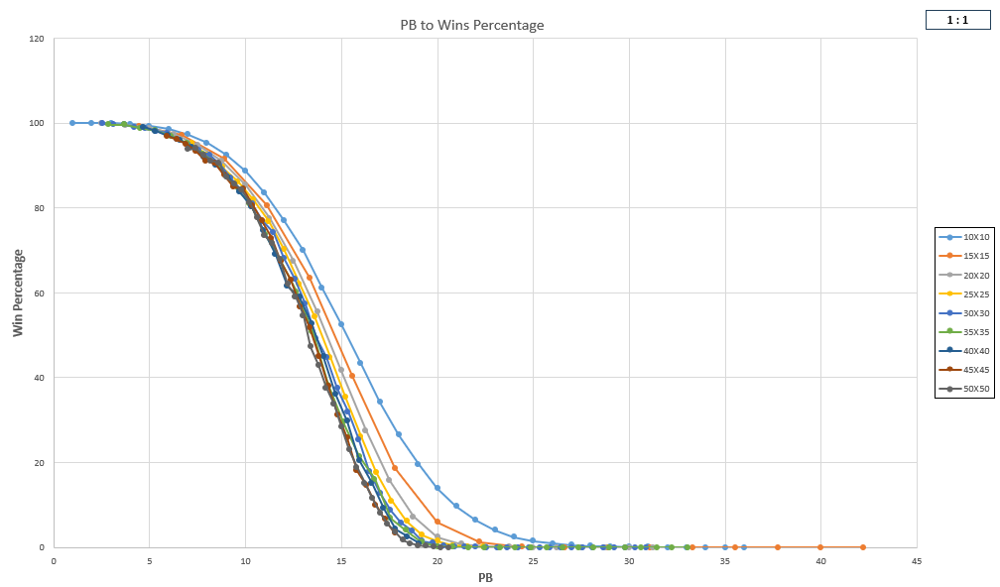 PB to Wins Percentage
1 : 1
120
100
80
60
40
20
0
Win Percentage
0 5 10 15 20 25 30 35 40 45
PB
10X10
15X15
20X20
25X25
30X30
35X35
40X40
45X45
50X50